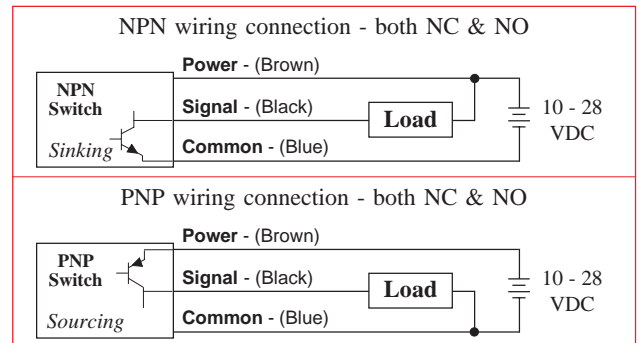 NPN wiring connection - both NC & NO
Power - (Brown)
NPN
Switch
Signal - (Black)
Load
10 - 28
VDC
Sinking
Common - (Blue)
PNP wiring connection - both NC & NO
Power - (Brown)
PNP
Switch
Signal - (Black)
Load
10 - 28
VDC
Sourcing
Common - (Blue)